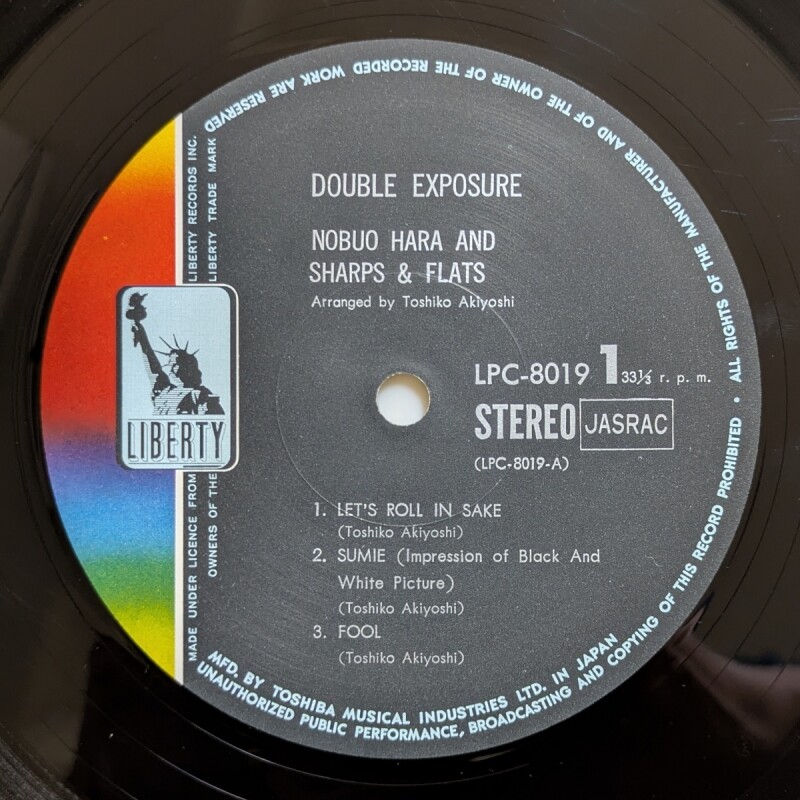 DOUBLE EXPOSURE
NOBUO HARA AND
SHARPS & FLATS
Arranged by Toshiko Akiyoshi
LPC-8019 1 33⅓ r. p. m.
STEREO JASRAC
(LPC-8019-A)
LIBERTY
1. LET'S ROLL IN SAKE
(Toshiko Akiyoshi)
2. SUMIE (Impression of Black And
White Picture)
(Toshiko Akiyoshi)
3. FOOL
(Toshiko Akiyoshi)
MADE UNDER LICENCE FROM LIBERTY RECORDS INC.
OWNERS OF THE LIBERTY TRADE MARK
MFD. BY TOSHIBA MUSICAL INDUSTRIES LTD. IN JAPAN
UNAUTHORIZED PUBLIC PERFORMANCE, BROADCASTING AND COPYING OF THIS RECORD PROHIBITED • ALL RIGHTS OF THE MANUFACTURER AND OF THE OWNER OF THE RECORDED WORK ARE RESERVED